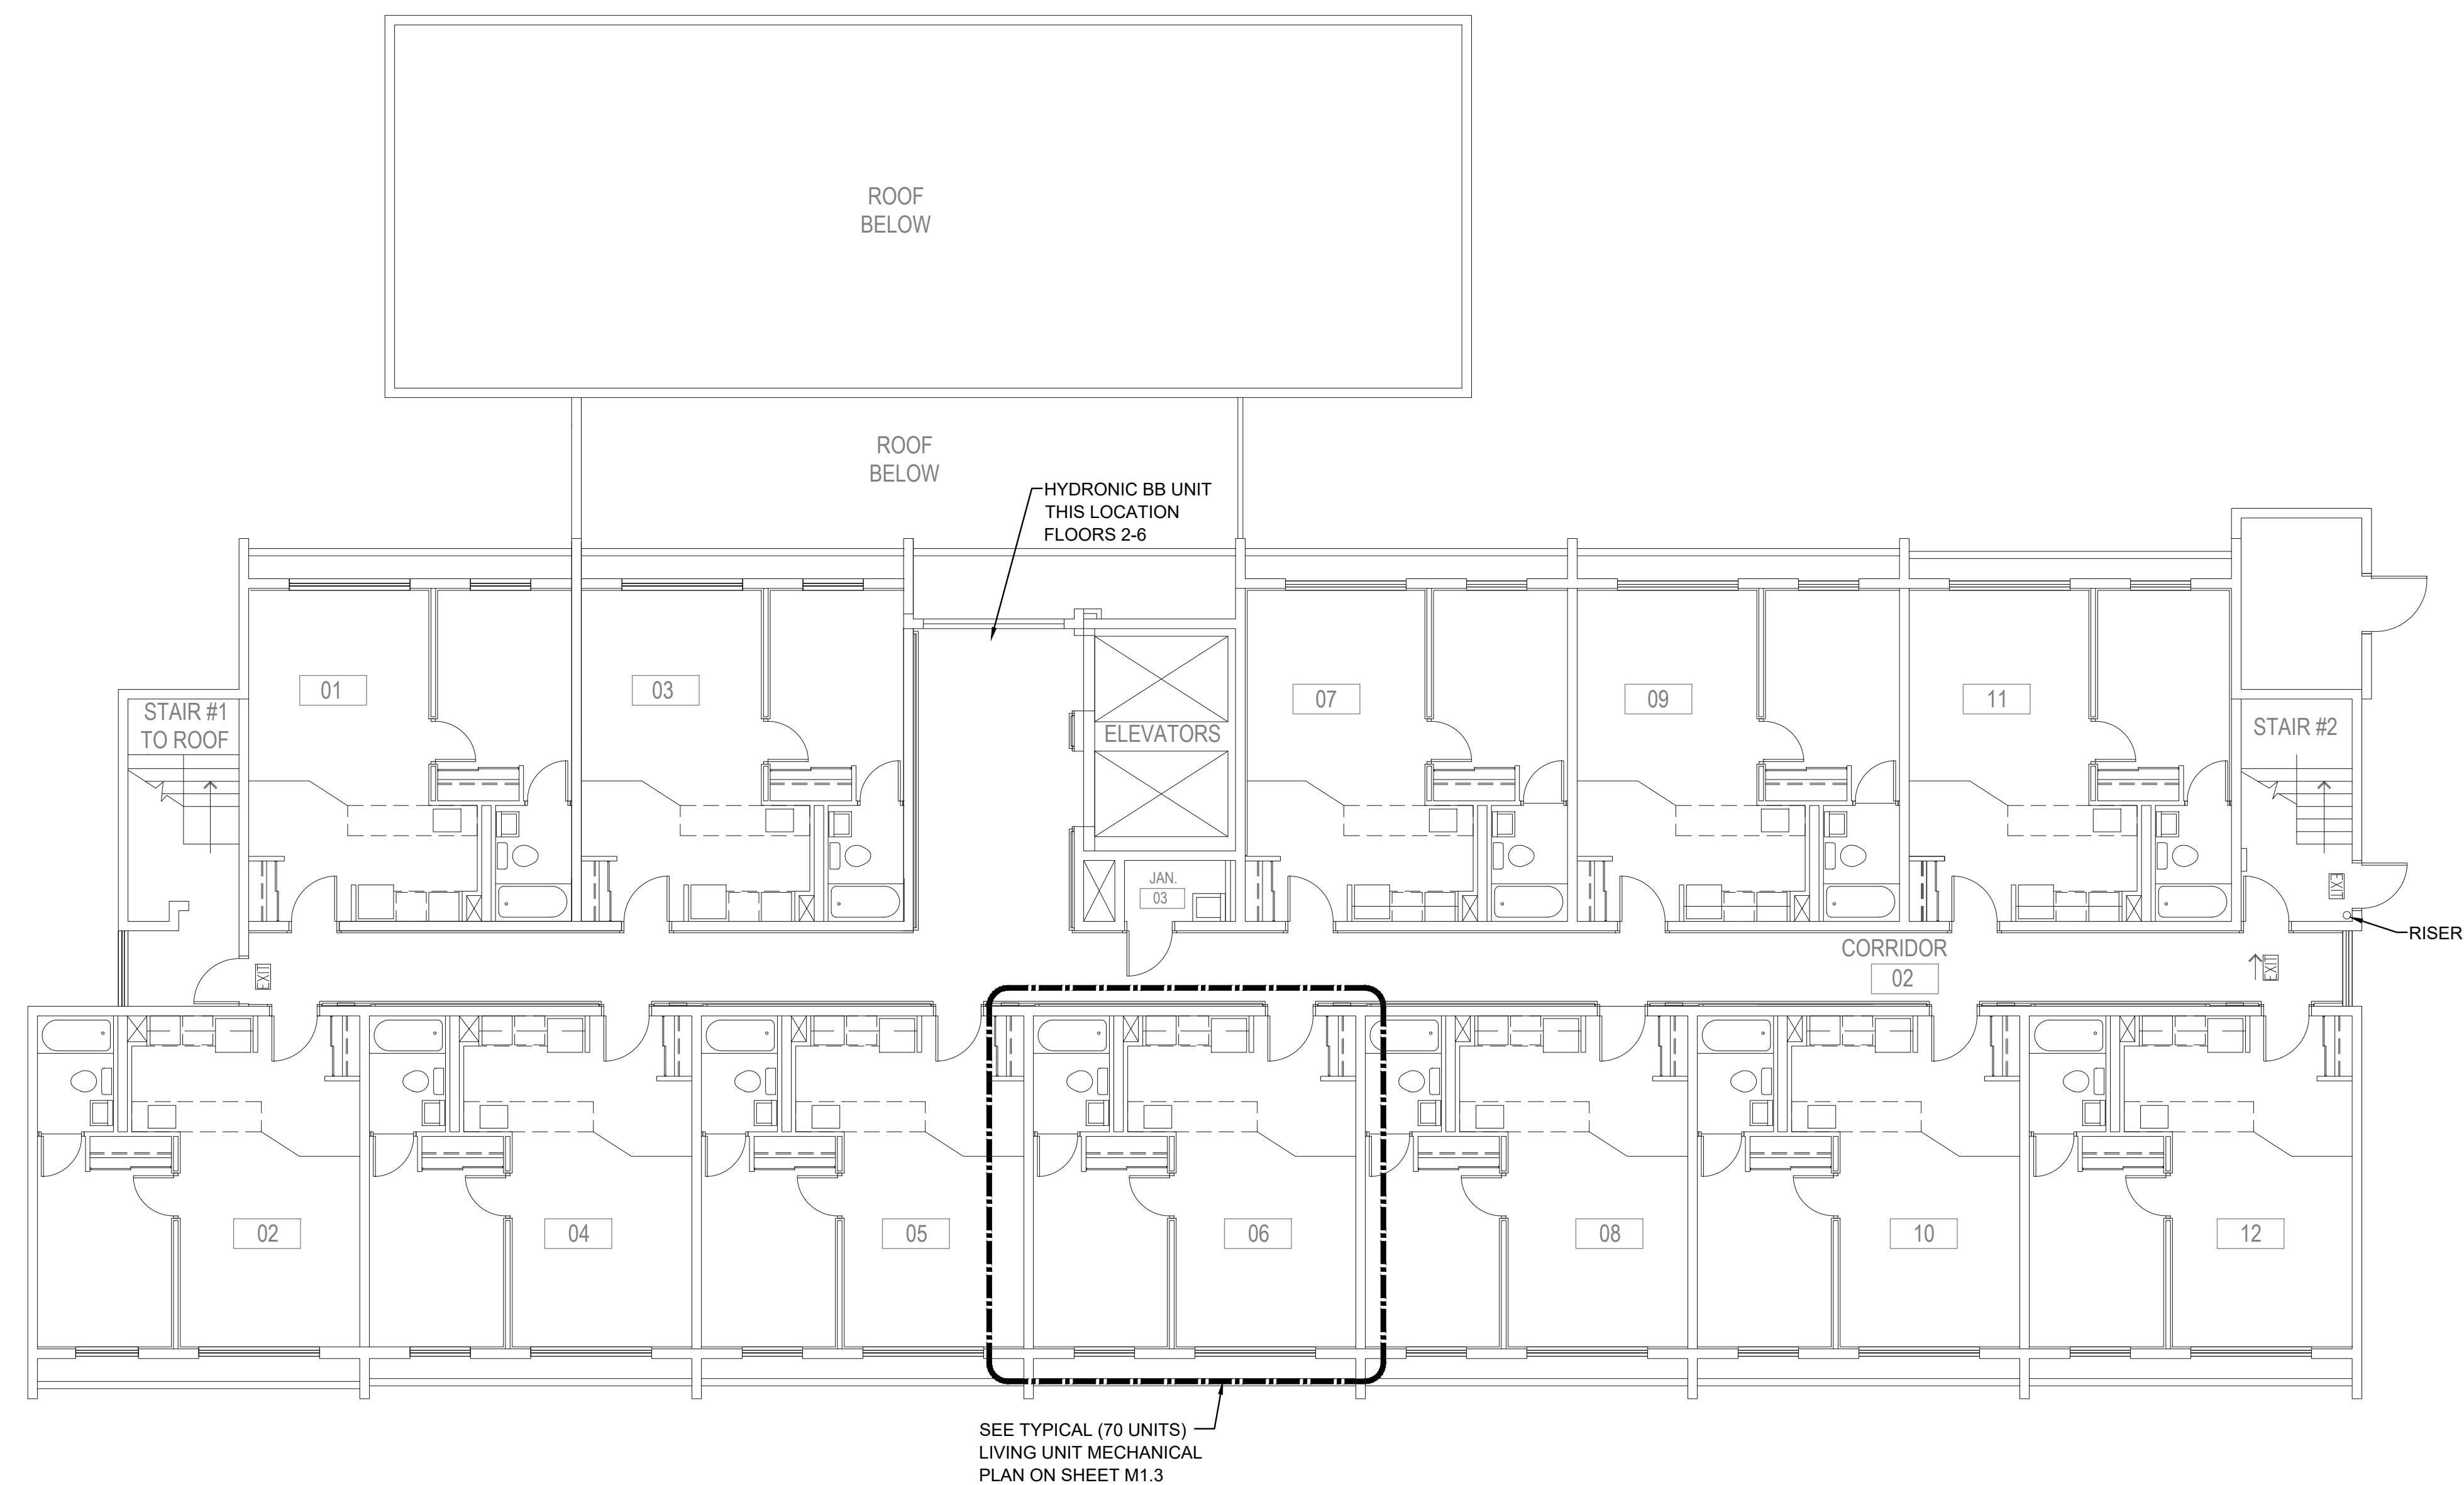 ROOF
BELOW
ROOF
BELOW
HYDRONIC BB UNIT
THIS LOCATION
FLOORS 2-6
01
03
07
09
11
STAIR #1
TO ROOF
ELEVATORS
STAIR #2
JAN.
03
EXIT
RISER
CORRIDOR
02
EXIT
EXIT
02
04
05
06
08
10
12
SEE TYPICAL (70 UNITS)
LIVING UNIT MECHANICAL
PLAN ON SHEET M1.3